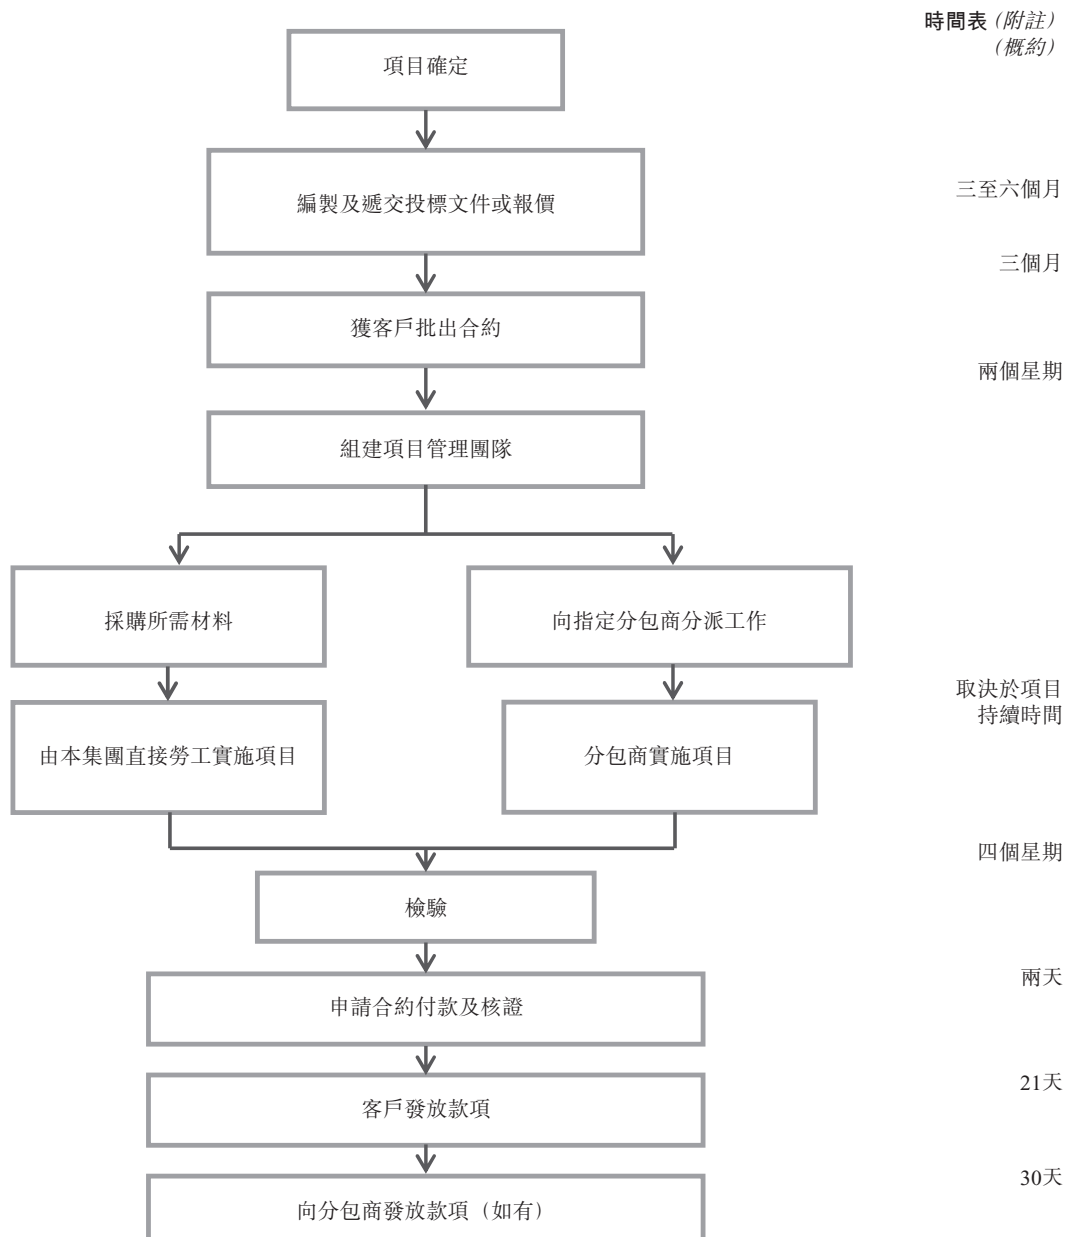 時間表（附註）
（概約）
項目確定
編製及遞交投標文件或報價
三至六個月
三個月
獲客戶批出合約
兩個星期
組建項目管理團隊
採購所需材料
向指定分包商分派工作
取決於項目
持續時間
由本集團直接勞工實施項目
分包商實施項目
四個星期
檢驗
兩天
申請合約付款及核證
21天
客戶發放款項
30天
向分包商發放款項（如有）